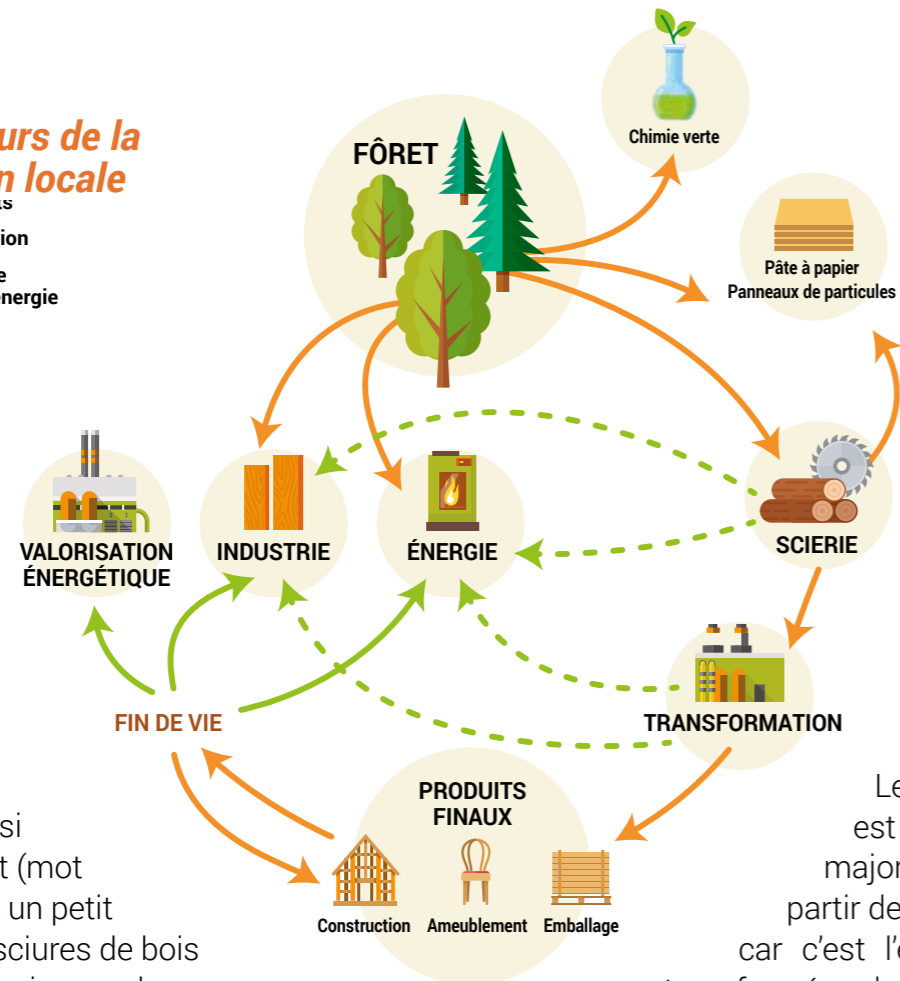 urs de la
n locale
ion
e
énergie
FÔRET
Chimie verte
Pâte à papier
Panneaux de particules
VALORISATION
ÉNERGÉTIQUE
INDUSTRIE
ÉNERGIE
SCIERIE
FIN DE VIE
TRANSFORMATION
PRODUITS
FINAUX
Construction
Ameublement
Emballage
si
t (mot
un petit
sciures de bois
Le
est
major
partir de
car c'est l'é